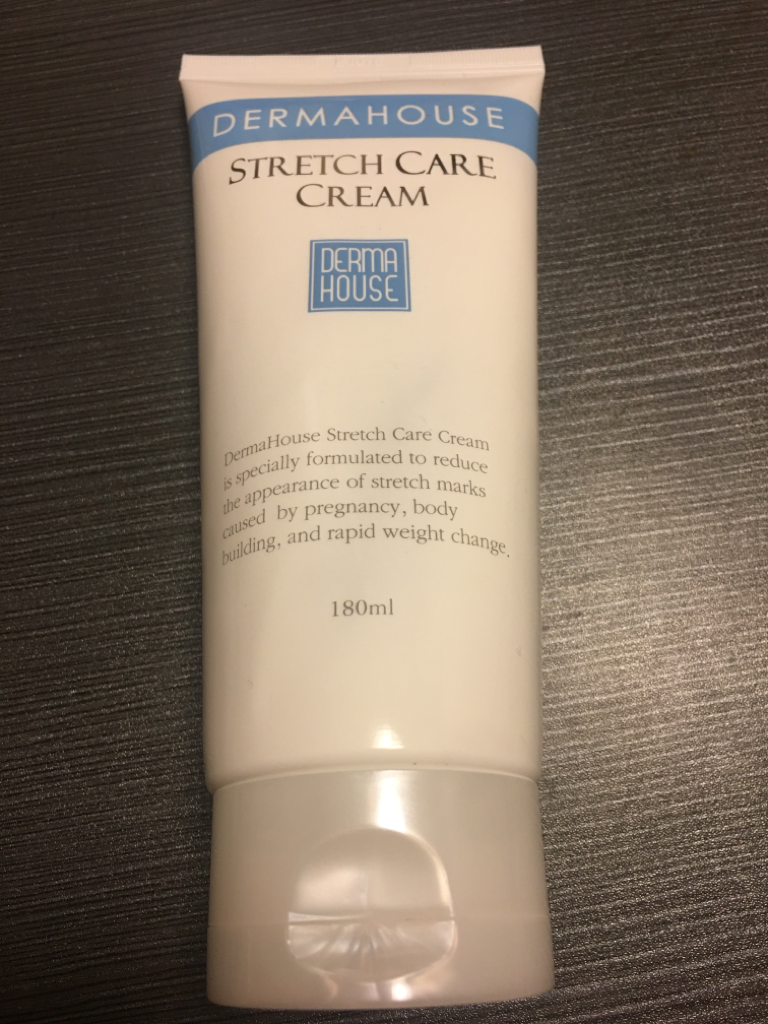 DERMAHOUSE
STRETCH CARE
CREAM
DERMA
HOUSE
DermaHouse Stretch Care Cream
is specially formulated to reduce
the appearance of stretch marks
caused by pregnancy, body
building, and rapid weight change.
180ml